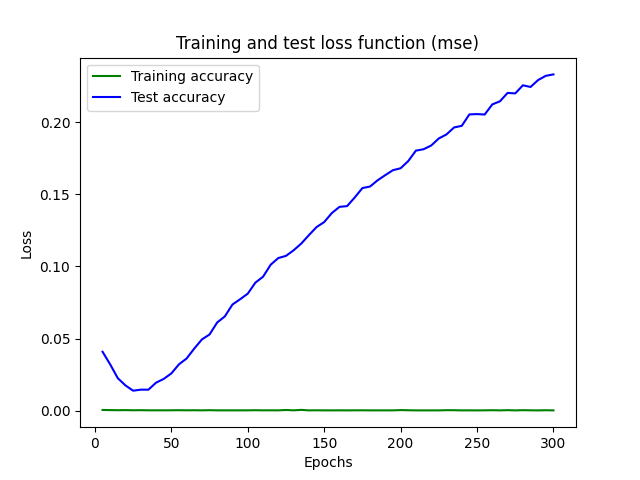 Training and test loss function (mse)
Training accuracy
Test accuracy
0.20
0.15
0.10
0.05
0.00
Loss
0
50
100
150
200
250
300
Epochs